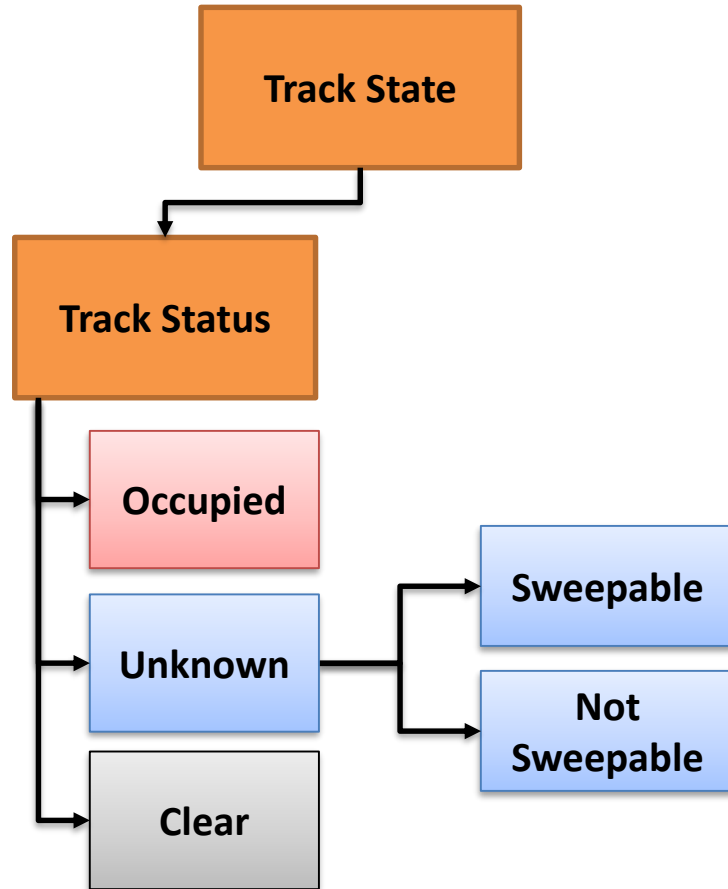 Track State
Track Status
Occupied
Unknown
Sweepable
Not
Sweepable
Clear